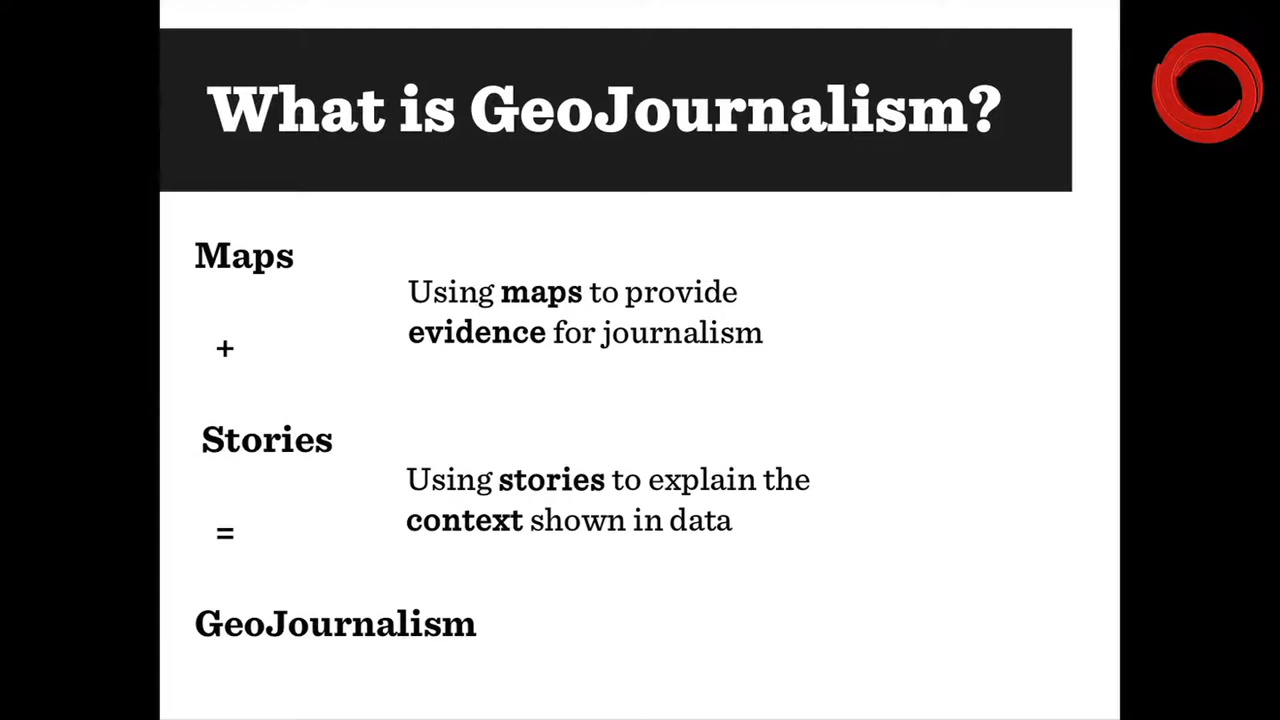 What is GeoJournalism?
Maps
Using maps to provide
evidence for journalism
+
Stories
Using stories to explain the
context shown in data
=
GeoJournalism